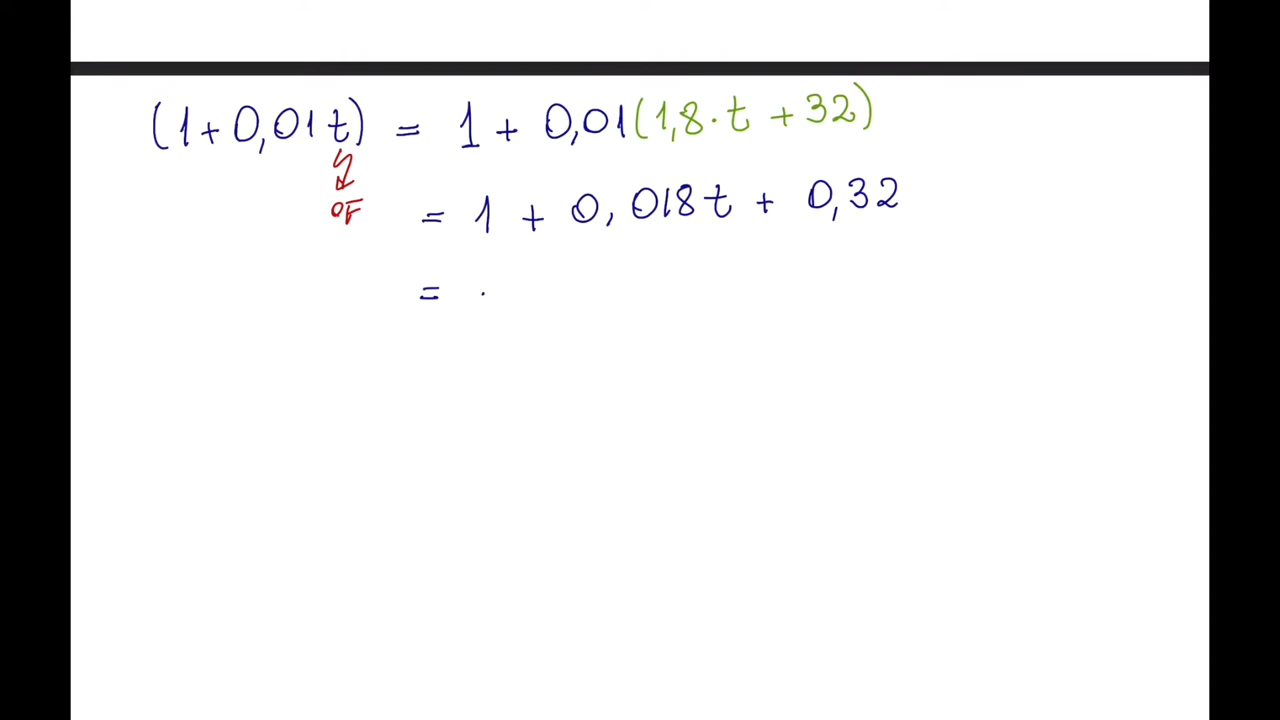 (1+0,01t) = 1 + 0,01(1,8·t + 32)
°F
= 1 + 0,018t + 0,32
=